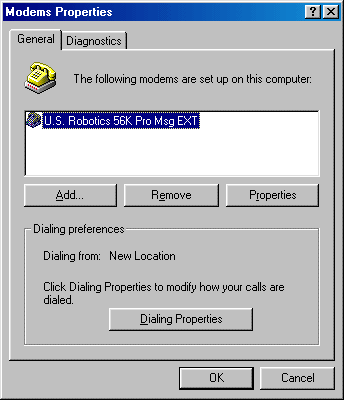 Modems Properties
General
Diagnostics
The following modems are set up on this computer:
U.S. Robotics 56K Pro Msg EXT
Add...
Remove
Properties
Dialing preferences
Dialing from: New Location
Click Dialing Properties to modify how your calls are
dialed.
Dialing Properties
OK
Cancel